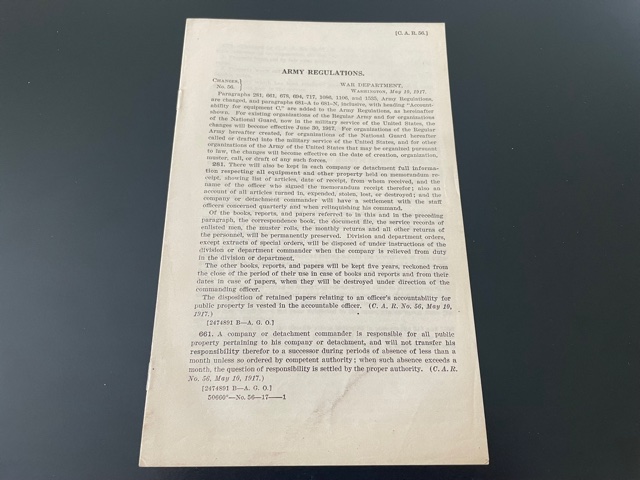 [C. A. R. 56.]
ARMY REGULATIONS.
CHANGES,
No. 56.
WAR DEPARTMENT,
WASHINGTON, May 19, 1917.
Paragraphs 281, 661, 678, 694, 717, 1086, 1106, and 1535, Army Regulations,
are changed, and paragraphs 681–A to 681–N, inclusive, with heading "Account-
ability for equipment C," are added to the Army Regulations, as hereinafter
shown. For existing organizations of the Regular Army and for organizations
of the National Guard, now in the military service of the United States, the
changes will become effective June 30, 1917. For organizations of the Regular
Army hereafter created, for organizations of the National Guard hereafter
called or drafted into the military service of the United States, and for other
organizations of the Army of the United States that may be organized pursuant
to law, the changes will become effective on the date of creation, organization,
muster, call, or draft of any such forces.
281. There will also be kept in each company or detachment full informa-
tion respecting all equipment and other property held on memorandum re-
ceipt, showing list of articles, date of receipt, from whom received, and the
name of the officer who signed the memorandum receipt therefor; also an
account of all articles turned in, expended, stolen, lost, or destroyed; and the
company or detachment commander will have a settlement with the staff
officers concerned quarterly and when relinquishing his command.
Of the books, reports, and papers referred to in this and in the preceding
paragraph, the correspondence book, the document file, the service records of
enlisted men, the muster rolls, the monthly returns and all other returns of
the personnel, will be permanently preserved. Division and department orders,
except extracts of special orders, will be disposed of under instructions of the
division or department commander when the company is relieved from duty
in the division or department.
The other books, reports, and papers will be kept five years, reckoned from
the close of the period of their use in case of books and reports and from their
dates in case of papers, when they will be destroyed under direction of the
commanding officer.
The disposition of retained papers relating to an officer's accountability for
public property is vested in the accountable officer. (C. A. R. No. 56, May 19,
1917.)
[2474891 B—A. G. O.]
661. A company or detachment commander is responsible for all public
property pertaining to his company or detachment, and will not transfer his
responsibility therefor to a successor during periods of absence of less than a
month unless so ordered by competent authority; when such absence exceeds a
month, the question of responsibility is settled by the proper authority. (C. A. R.
No. 56, May 19, 1917.)
[2474891 B—A. G. O.]
50660°—No. 56—17——1